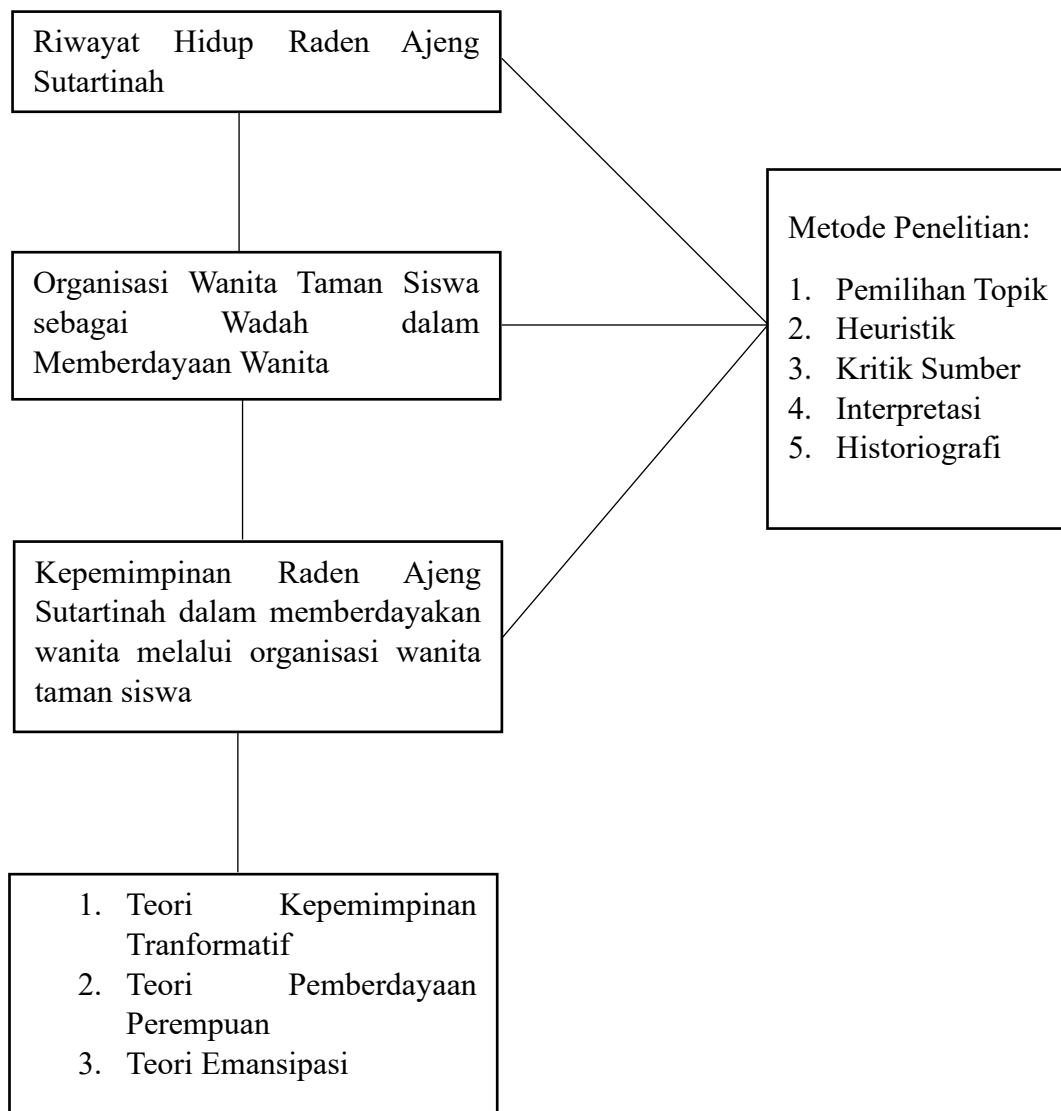 Riwayat Hidup Raden Ajeng
Sutartinah
Organisasi Wanita Taman Siswa
sebagai Wadah dalam
Memberdayaan Wanita
Kepemimpinan Raden Ajeng
Sutartinah dalam memberdayakan
wanita melalui organisasi wanita
taman siswa
1. Teori Kepemimpinan
Tranformatif
2. Teori Pemberdayaan
Perempuan
3. Teori Emansipasi
Metode Penelitian:
1. Pemilihan Topik
2. Heuristik
3. Kritik Sumber
4. Interpretasi
5. Historiografi